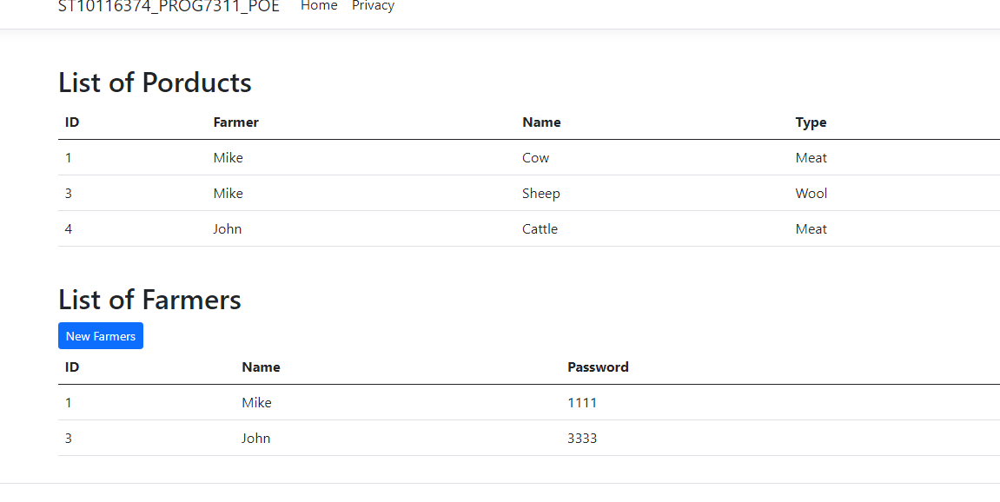 ST10116374_PROG7311_POE Home Privacy
List of Porducts
ID Farmer Name Type
1 Mike Cow Meat
3 Mike Sheep Wool
4 John Cattle Meat
List of Farmers
New Farmers
ID Name Password
1 Mike 1111
3 John 3333